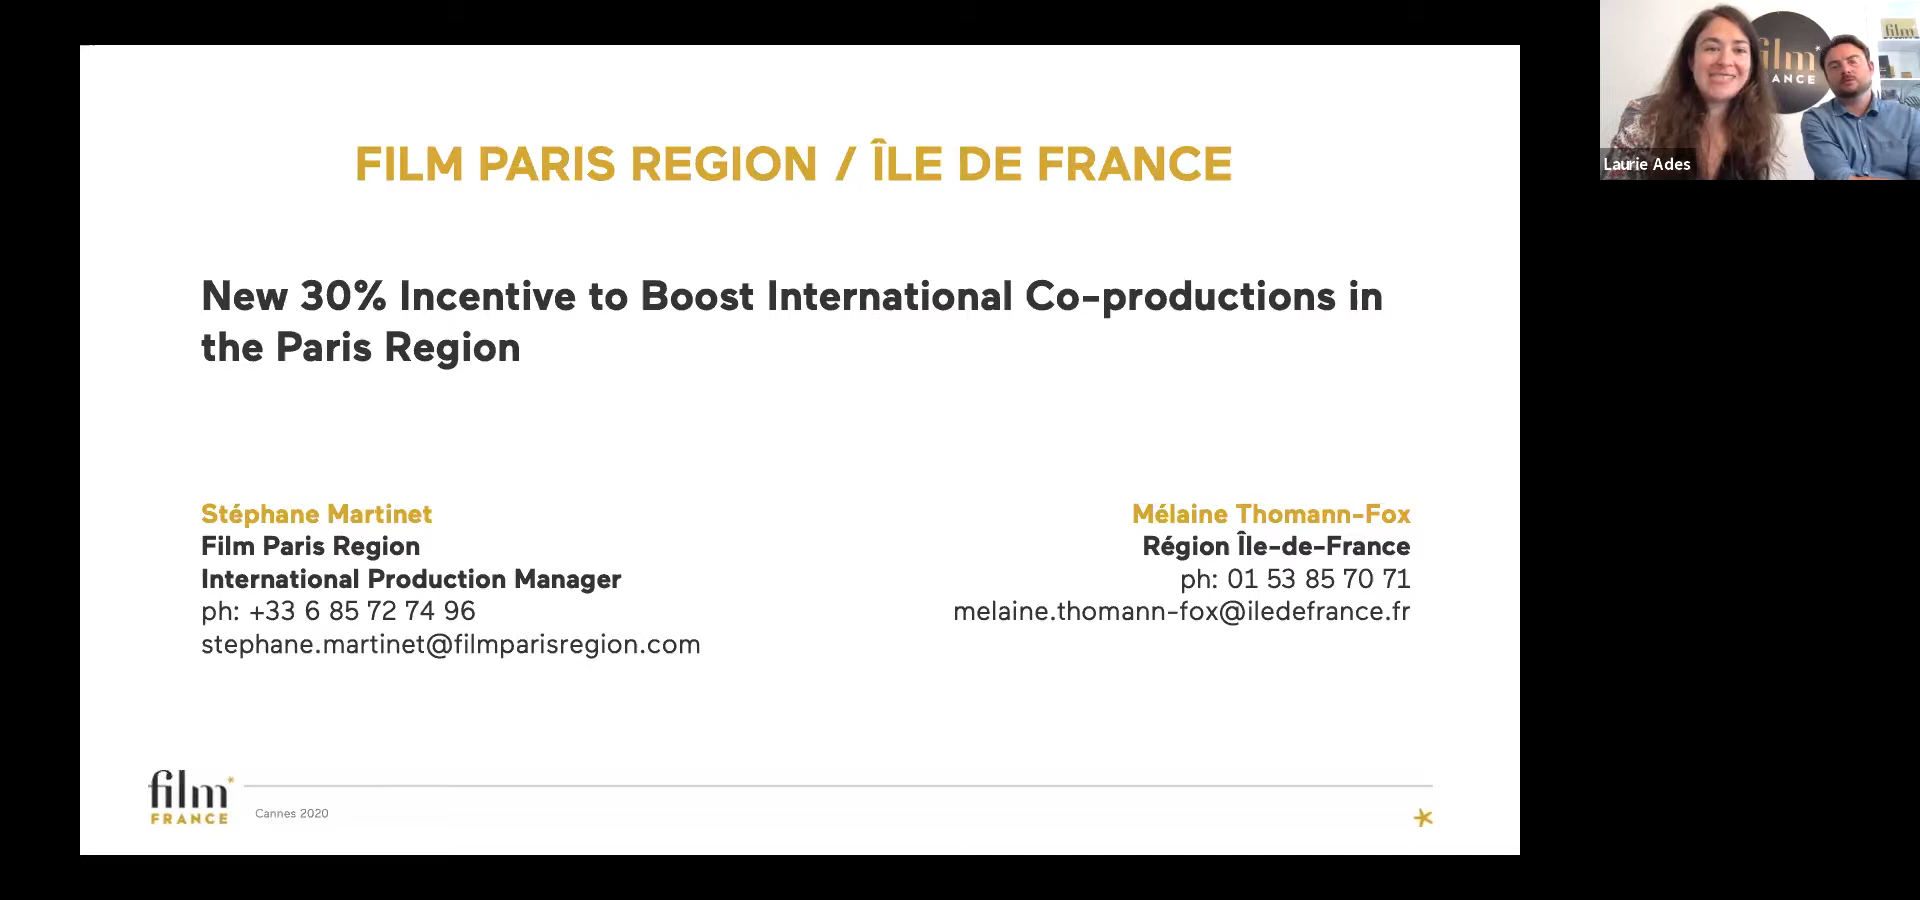 FILM PARIS REGION / ÎLE DE FRANCE
New 30% Incentive to Boost International Co-productions in
the Paris Region
Stéphane Martinet
Film Paris Region
International Production Manager
ph: +33 6 85 72 74 96
stephane.martinet@filmparisregion.com
Mélaine Thomann-Fox
Région Île-de-France
ph: 01 53 85 70 71
melaine.thomann-fox@iledefrance.fr
film
FRANCE
Cannes 2020
film
ANCE
film
Laurie Ades